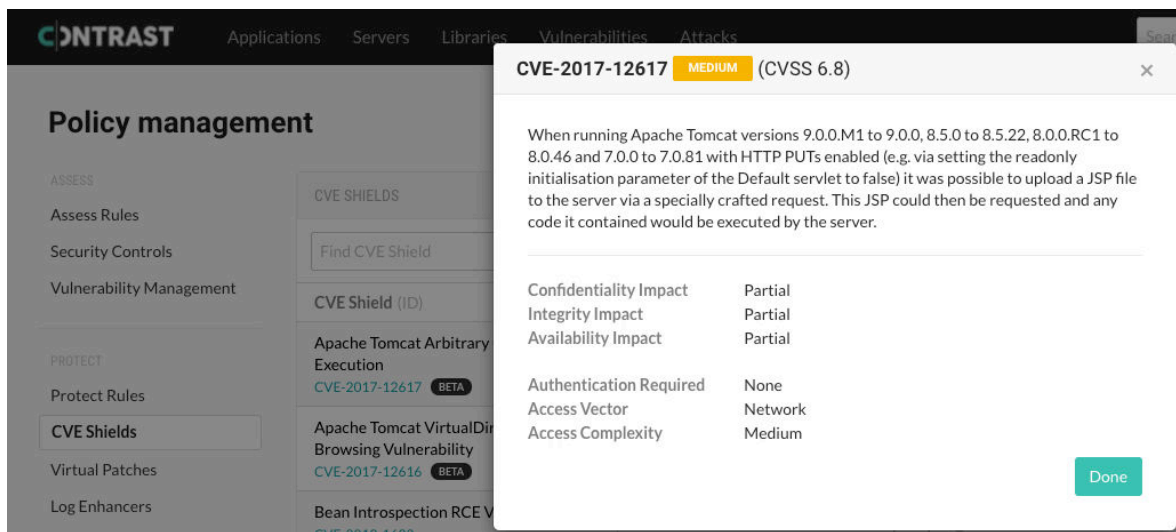 CONTRAST
Applications Servers Libraries Vulnerabilities Attacks
Policy management
ASSESS
Assess Rules
Security Controls
Vulnerability Management
PROTECT
Protect Rules
CVE Shields
Virtual Patches
Log Enhancers
CVE SHIELDS
Find CVE Shield
CVE Shield (ID)
Apache Tomcat Arbitrary
Execution
CVE-2017-12617 BETA
Apache Tomcat VirtualDir
Browsing Vulnerability
CVE-2017-12616 BETA
Bean Introspection RCE V
CVE-2017-12617 MEDIUM (CVSS 6.8) ×
When running Apache Tomcat versions 9.0.0.M1 to 9.0.0, 8.5.0 to 8.5.22, 8.0.0.RC1 to
8.0.46 and 7.0.0 to 7.0.81 with HTTP PUTs enabled (e.g. via setting the readonly
initialisation parameter of the Default servlet to false) it was possible to upload a JSP file
to the server via a specially crafted request. This JSP could then be requested and any
code it contained would be executed by the server.
Confidentiality Impact Partial
Integrity Impact Partial
Availability Impact Partial
Authentication Required None
Access Vector Network
Access Complexity Medium
Done